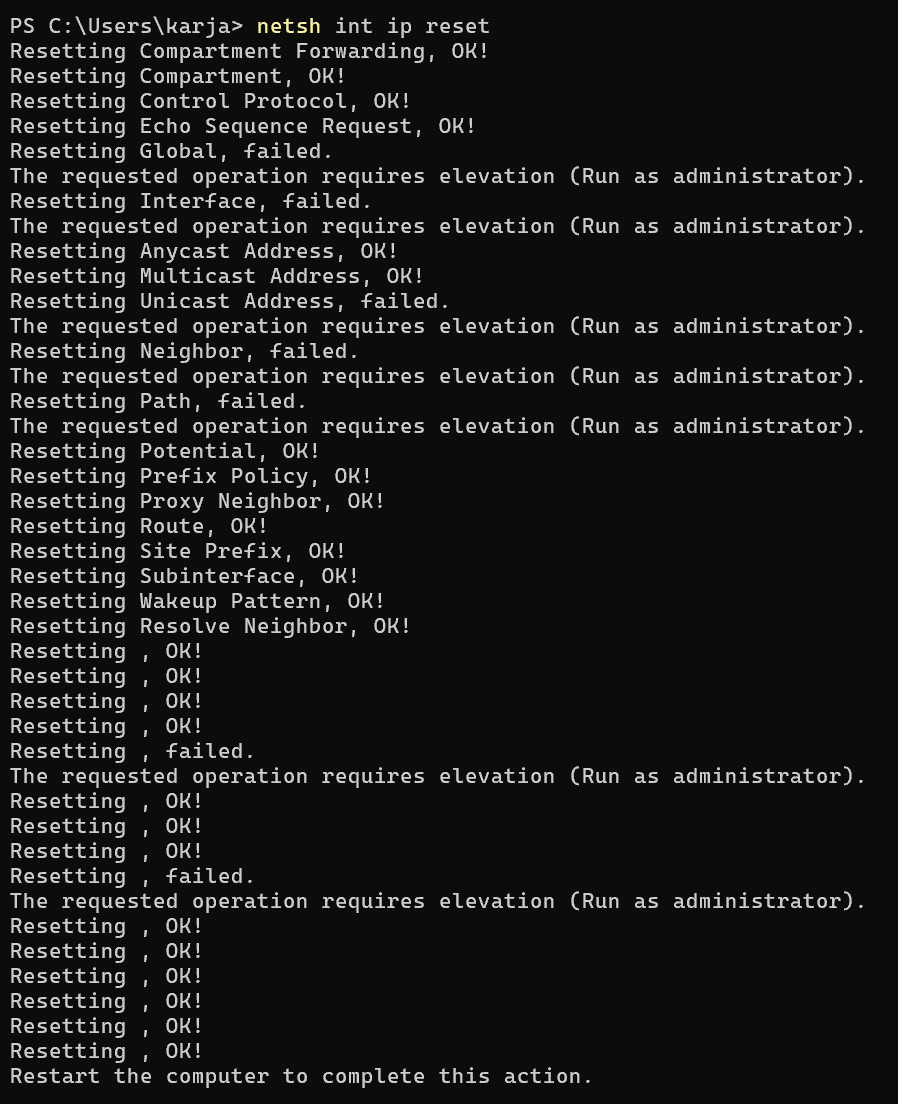 PS C:\Users\karja> netsh int ip reset
Resetting Compartment Forwarding, OK!
Resetting Compartment, OK!
Resetting Control Protocol, OK!
Resetting Echo Sequence Request, OK!
Resetting Global, failed.
The requested operation requires elevation (Run as administrator).
Resetting Interface, failed.
The requested operation requires elevation (Run as administrator).
Resetting Anycast Address, OK!
Resetting Multicast Address, OK!
Resetting Unicast Address, failed.
The requested operation requires elevation (Run as administrator).
Resetting Neighbor, failed.
The requested operation requires elevation (Run as administrator).
Resetting Path, failed.
The requested operation requires elevation (Run as administrator).
Resetting Potential, OK!
Resetting Prefix Policy, OK!
Resetting Proxy Neighbor, OK!
Resetting Route, OK!
Resetting Site Prefix, OK!
Resetting Subinterface, OK!
Resetting Wakeup Pattern, OK!
Resetting Resolve Neighbor, OK!
Resetting , OK!
Resetting , OK!
Resetting , OK!
Resetting , OK!
Resetting , failed.
The requested operation requires elevation (Run as administrator).
Resetting , OK!
Resetting , OK!
Resetting , OK!
Resetting , failed.
The requested operation requires elevation (Run as administrator).
Resetting , OK!
Resetting , OK!
Resetting , OK!
Resetting , OK!
Resetting , OK!
Resetting , OK!
Restart the computer to complete this action.